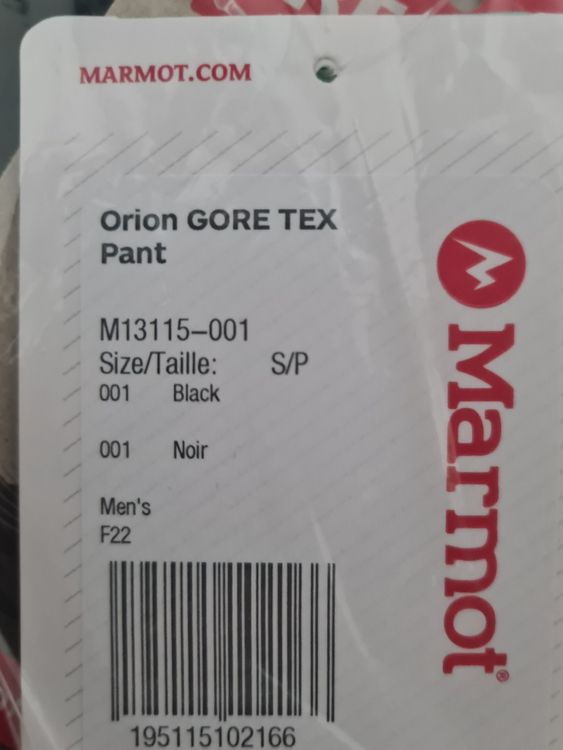 MARMOT.COM
Orion GORE TEX
Pant
M13115–001
Size/Taille: S/P
001 Black
001 Noir
Men's
F22
195115102166
Marmot®